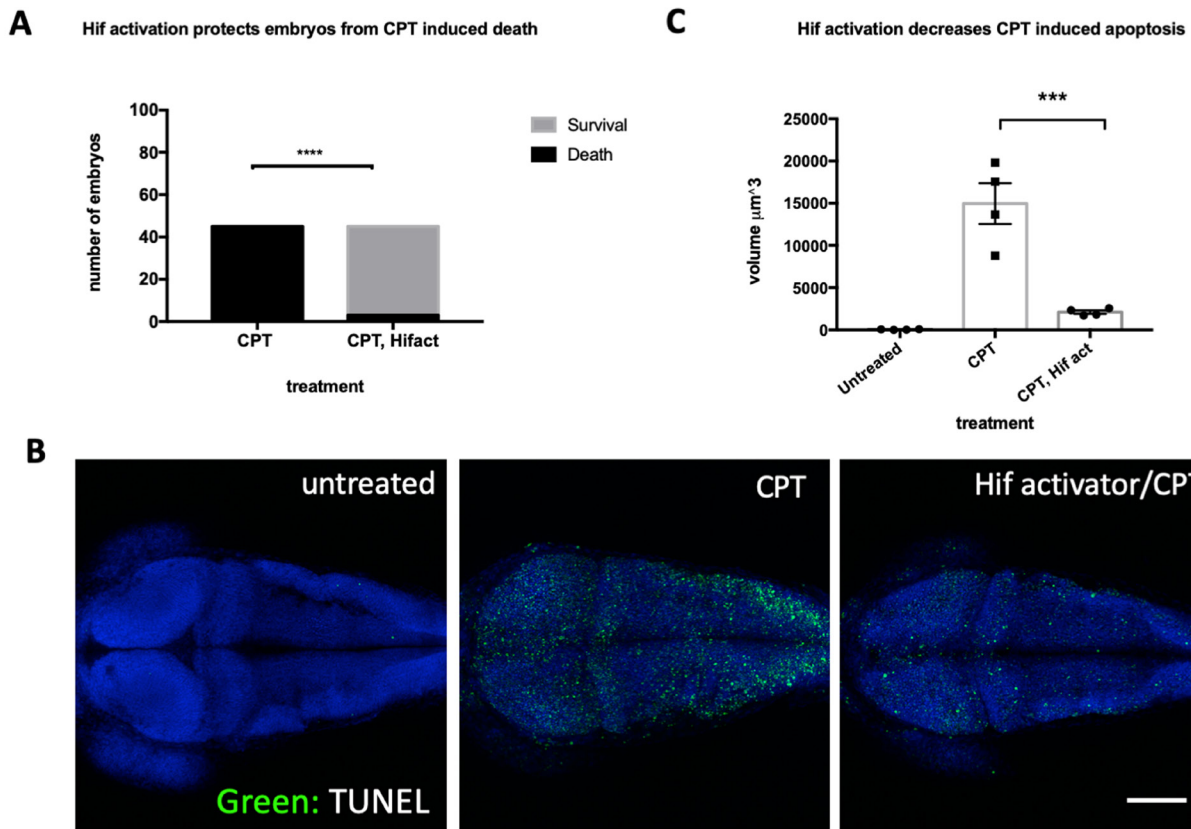 A
Hif activation protects embryos from CPT induced death
number of embryos
100
80
60
40
20
0
****
CPT
CPT, Hifact
treatment
Survival
Death
C
Hif activation decreases CPT induced apoptosis
volume µm^3
25000
20000
15000
10000
5000
0
***
Untreated
CPT
CPT, Hif act
treatment
B
untreated
Green: TUNEL
CPT
Hif activator/CPT